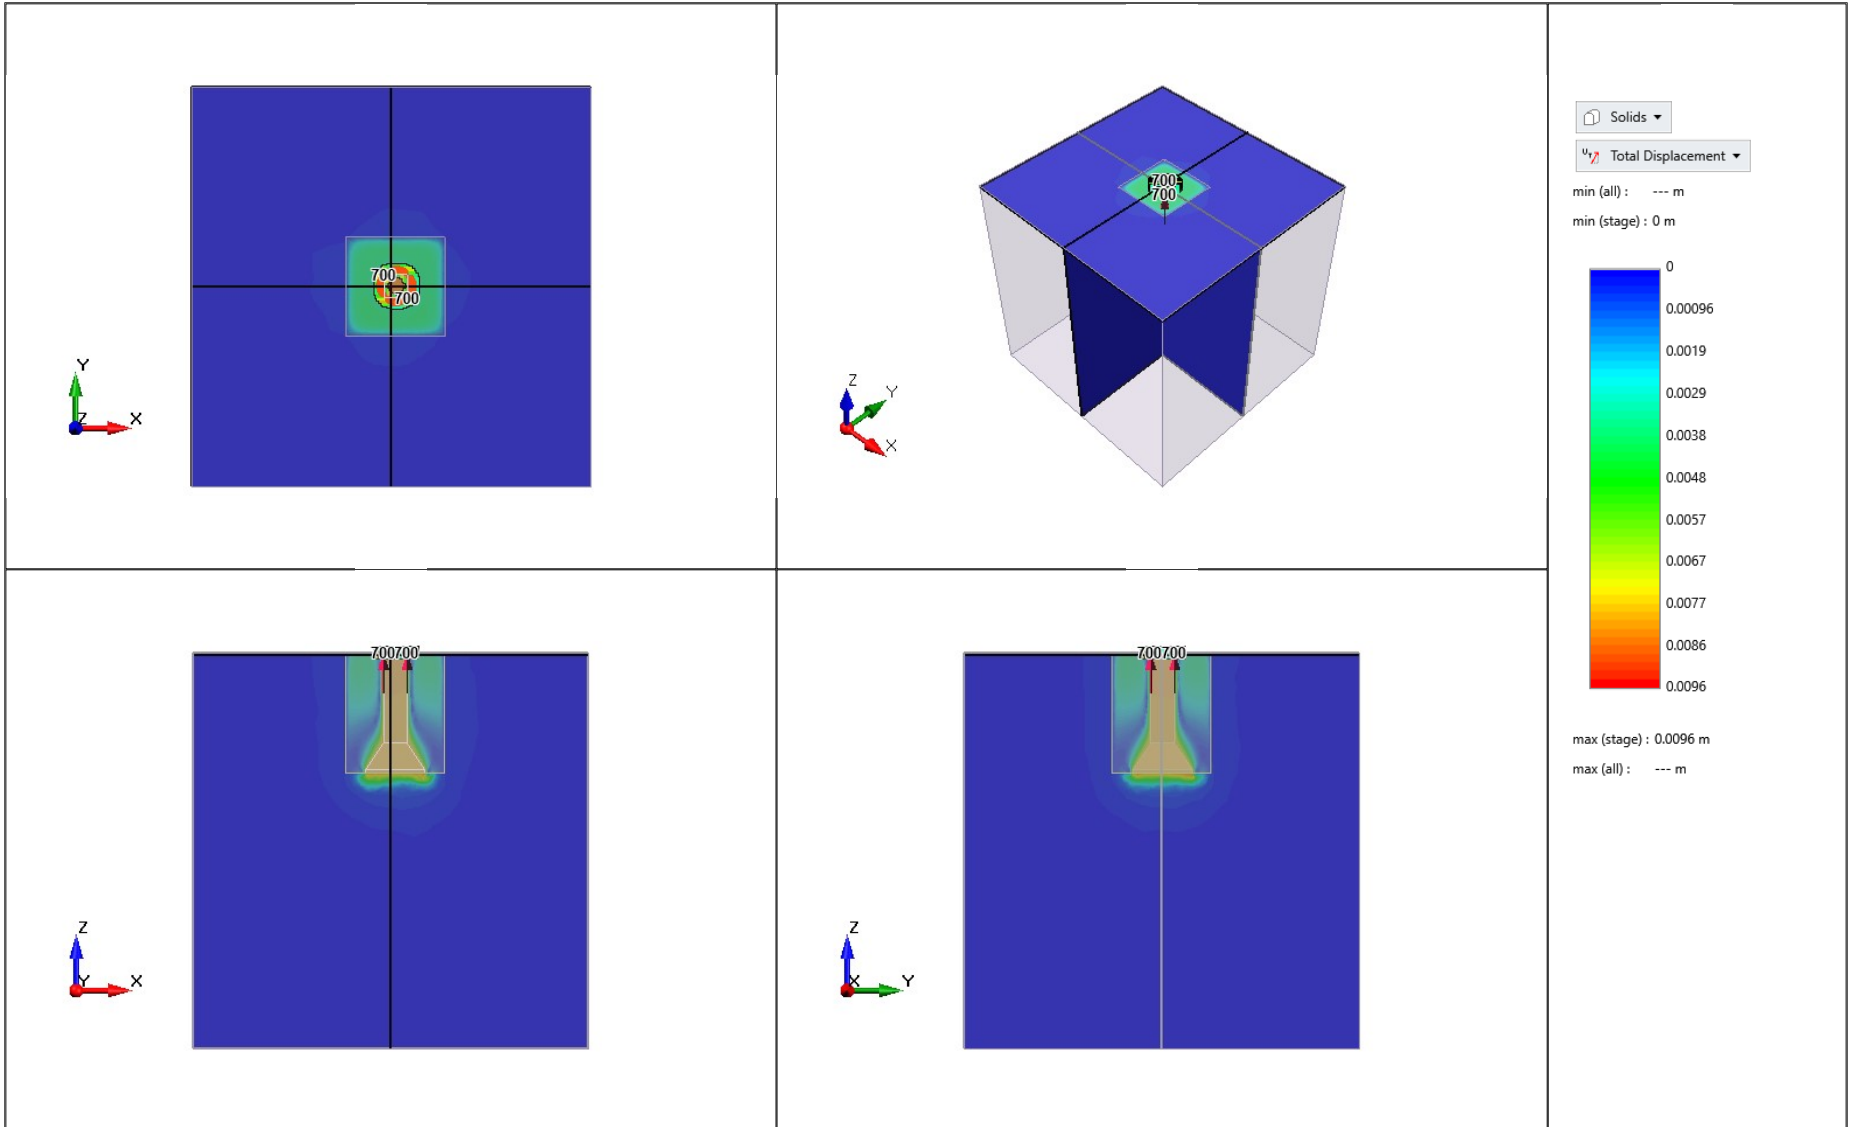 700
700
Y
Z
X
700
700
Z
Y
X
700700
Z
Y
X
700700
Z
X
Y
Solids
UT Total Displacement
min (all) : --- m
min (stage) : 0 m
0
0.00096
0.0019
0.0029
0.0038
0.0048
0.0057
0.0067
0.0077
0.0086
0.0096
max (stage) : 0.0096 m
max (all) : --- m